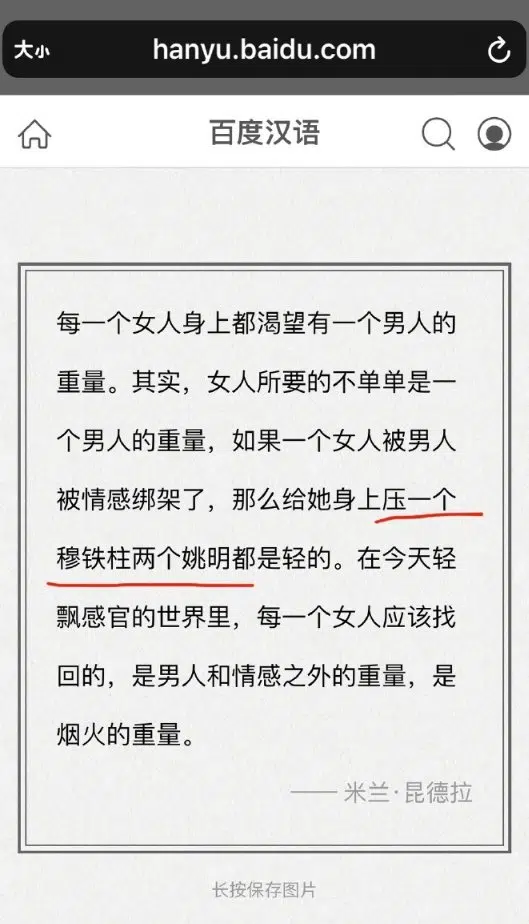 大小 hanyu.baidu.com
百度汉语
每一个女人身上都渴望有一个男人的
重量。其实，女人所要的不单单是一
个男人的重量，如果一个女人被男人
被情感绑架了，那么给她身上压一个
穆铁柱两个姚明都是轻的。在今天轻
飘感官的世界里，每一个女人应该找
回的，是男人和情感之外的重量，是
烟火的重量。
—— 米兰·昆德拉
长按保存图片